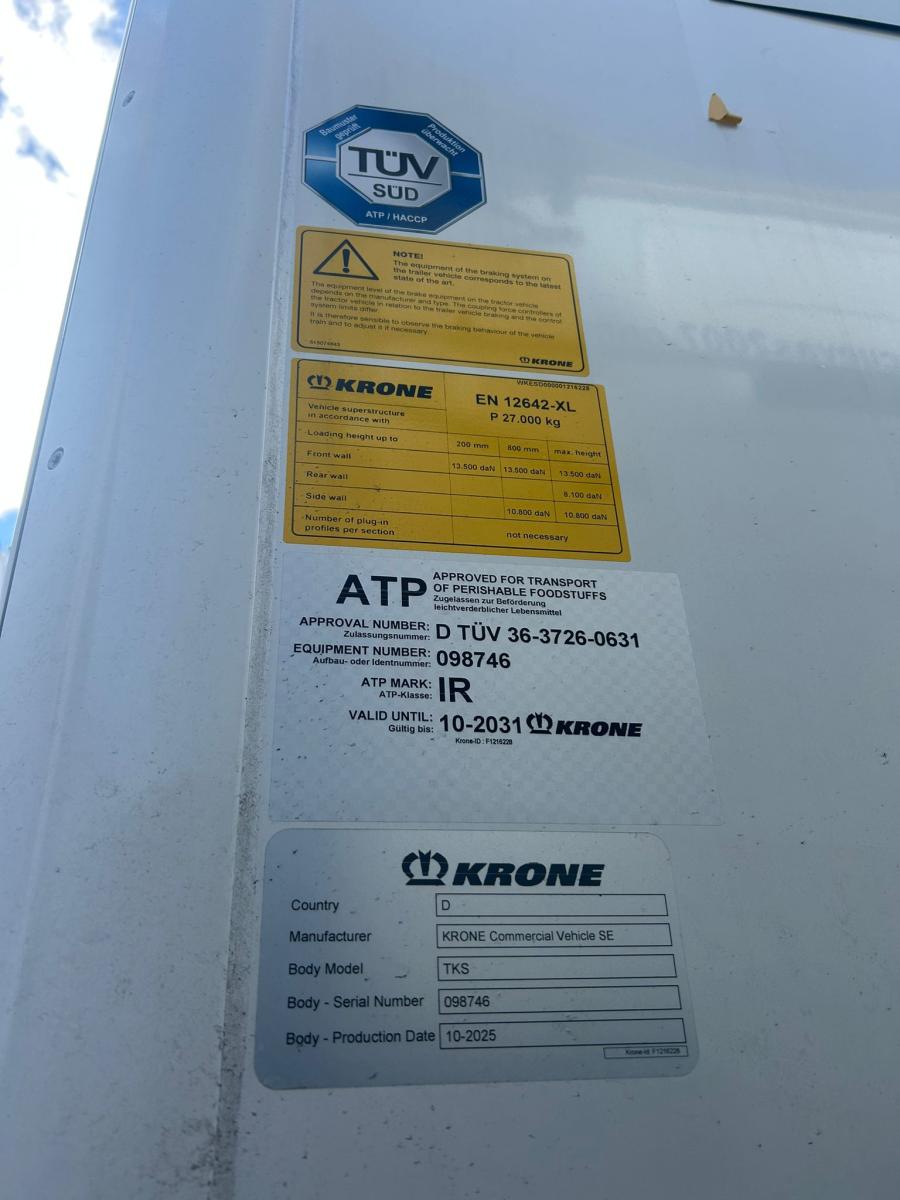 Baumuster
geprüft
Produktion
überwacht
TÜV
SÜD
ATP / HACCP
NOTE!
The equipment of the braking system on
the trailer vehicle corresponds to the latest
state of the art.
The equipment level of the brake equipment on the tractor vehicle
depends on the manufacturer and type. The coupling force controllers of
the tractor vehicle in relation to the trailer vehicle braking and the control
system limits differ.
It is therefore sensible to observe the braking behaviour of the vehicle
train and to adjust it if necessary.
KRONE
KRONE
WKESD000001216228
Vehicle superstructure
in accordance with
EN 12642-XL
P 27.000 kg
Loading height up to 200 mm 800 mm max. height
Front wall 13.500 daN 13.500 daN 13.500 daN
Rear wall 8.100 daN
Side wall 10.800 daN 10.800 daN
Number of plug-in
profiles per section
not necessary
ATP APPROVED FOR TRANSPORT
OF PERISHABLE FOODSTUFFS
Zugelassen zur Beförderung
leichtverderblicher Lebensmittel
APPROVAL NUMBER: D TÜV 36-3726-0631
Zulassungsnummer:
EQUIPMENT NUMBER: 098746
Aufbau- oder Identnummer:
ATP MARK: IR
ATP-Klasse:
VALID UNTIL: 10-2031 KRONE
Gültig bis:
Krone-ID : F1216228
KRONE
Country D
Manufacturer KRONE Commercial Vehicle SE
Body Model TKS
Body - Serial Number 098746
Body - Production Date 10-2025
Krone-Id: F1216228